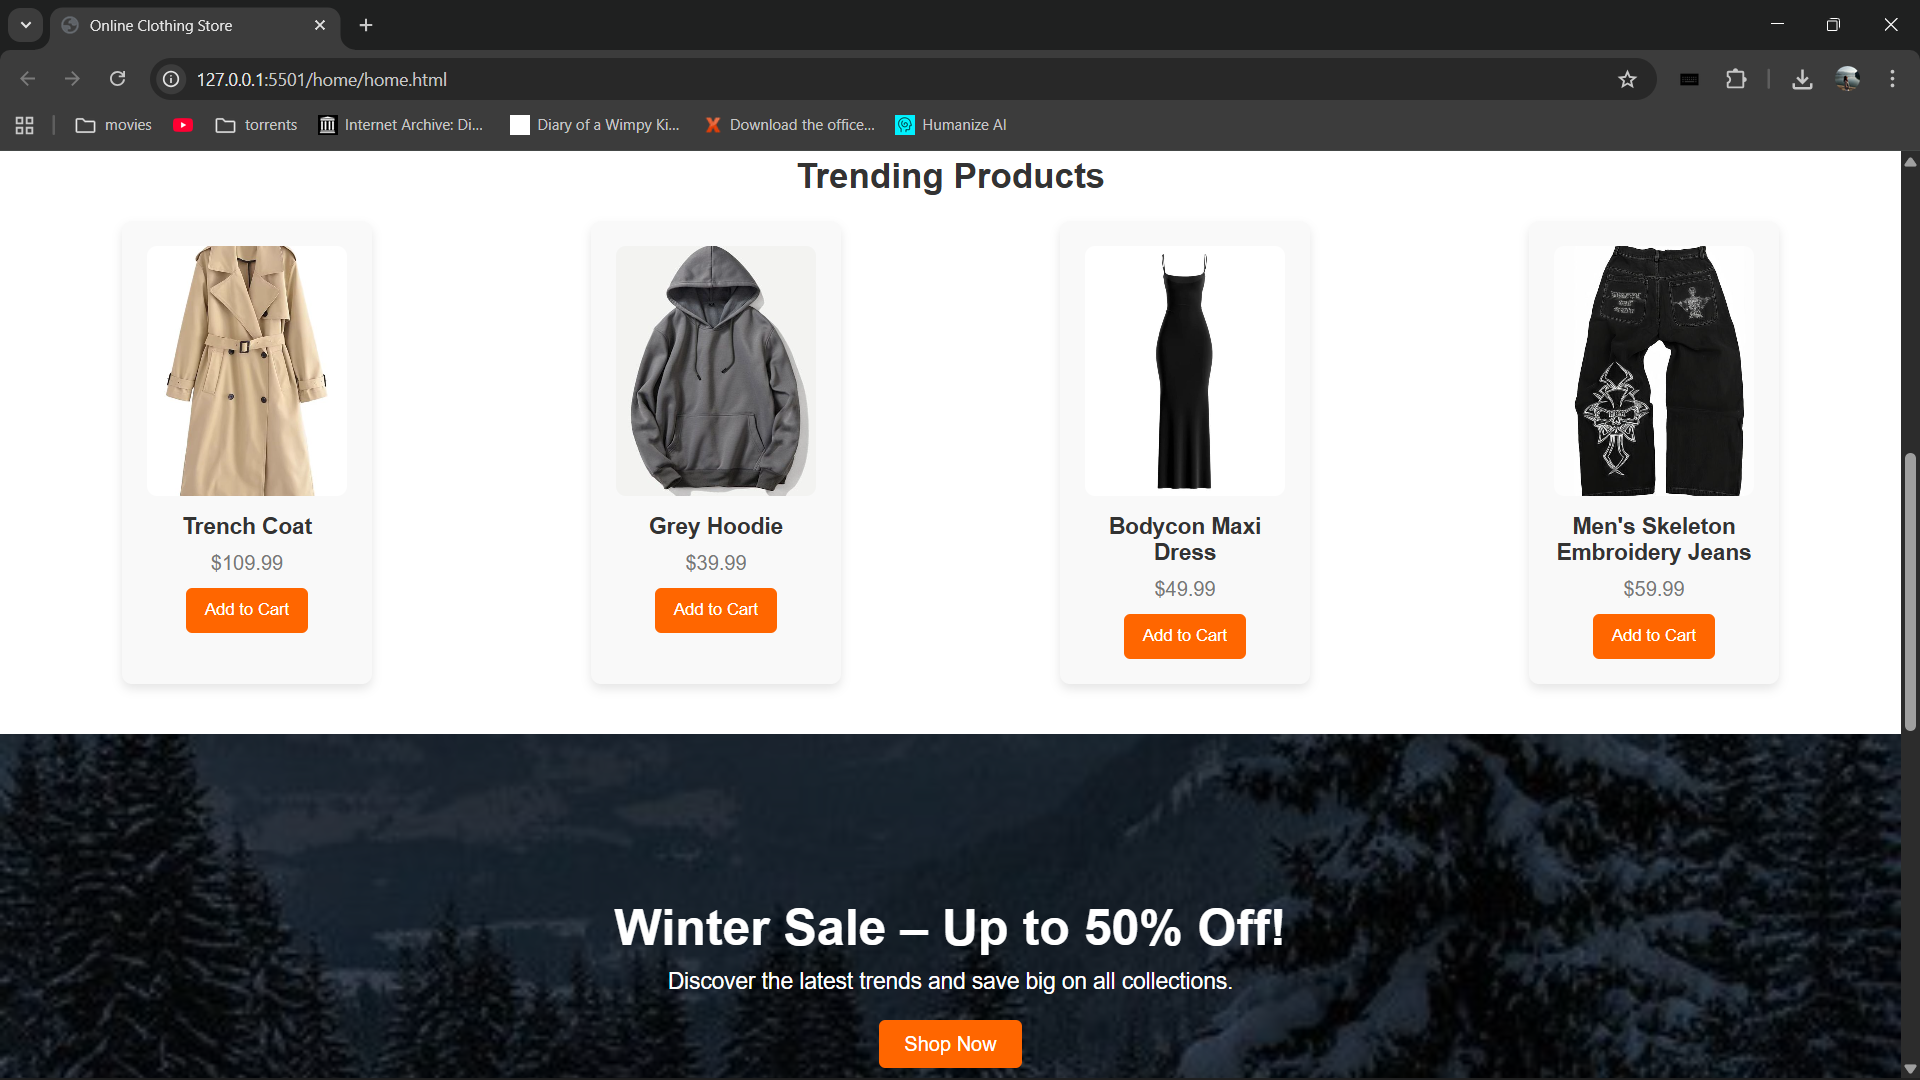 Online Clothing Store
127.0.0.1:5501/home/home.html
movies
torrents
Internet Archive: Di...
Diary of a Wimpy Ki...
Download the office...
Humanize AI
Trending Products
Trench Coat
$109.99
Add to Cart
Grey Hoodie
$39.99
Add to Cart
Bodycon Maxi
Dress
$49.99
Add to Cart
Men's Skeleton
Embroidery Jeans
$59.99
Add to Cart
Winter Sale – Up to 50% Off!
Discover the latest trends and save big on all collections.
Shop Now